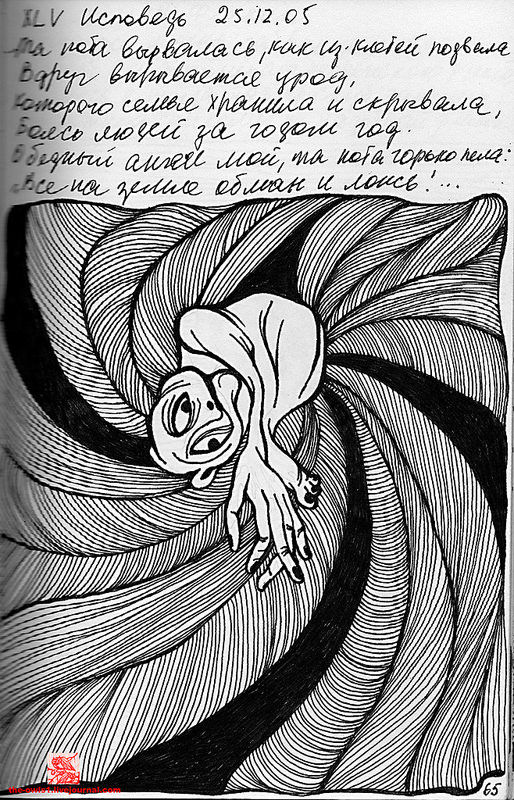 XLV Исповедь 25.12.05
Та нота вырвалась, как из клетей подвала
Вдруг вырывается урод,
Которого семье хранила и скрывала,
Боясь людей за годом год.
О бедный ангел мой, та нота горько пела:
"Все на земле обман и ложь!...
65
livejournal.com